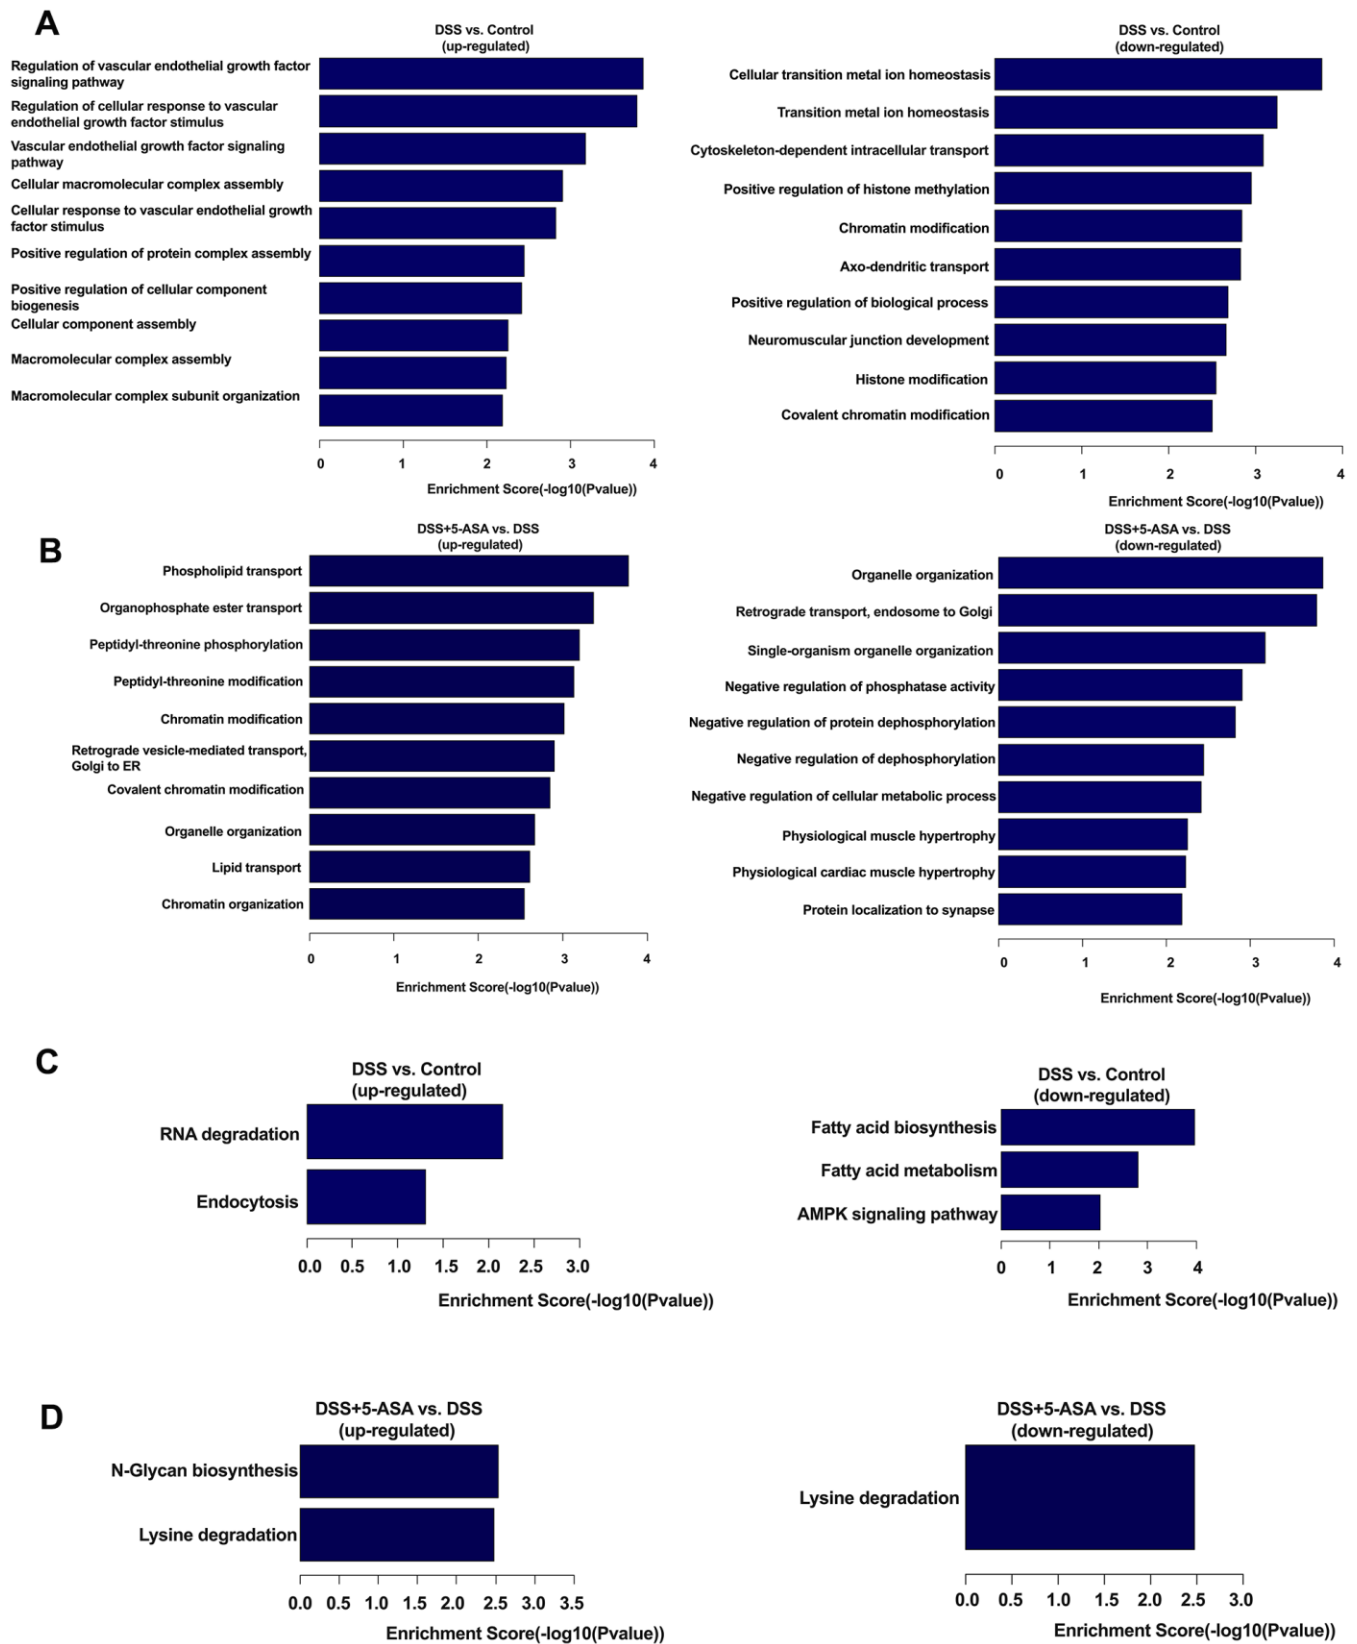 A
DSS vs. Control
(up-regulated)
Regulation of vascular endothelial growth factor
signaling pathway
Regulation of cellular response to vascular
endothelial growth factor stimulus
Vascular endothelial growth factor signaling
pathway
Cellular macromolecular complex assembly
Cellular response to vascular endothelial growth
factor stimulus
Positive regulation of protein complex assembly
Positive regulation of cellular component
biogenesis
Cellular component assembly
Macromolecular complex assembly
Macromolecular complex subunit organization
0 1 2 3 4
Enrichment Score(-log10(Pvalue))
DSS vs. Control
(down-regulated)
Cellular transition metal ion homeostasis
Transition metal ion homeostasis
Cytoskeleton-dependent intracellular transport
Positive regulation of histone methylation
Chromatin modification
Axo-dendritic transport
Positive regulation of biological process
Neuromuscular junction development
Histone modification
Covalent chromatin modification
0 1 2 3 4
Enrichment Score(-log10(Pvalue))
B
DSS+5-ASA vs. DSS
(up-regulated)
Phospholipid transport
Organophosphate ester transport
Peptidyl-threonine phosphorylation
Peptidyl-threonine modification
Chromatin modification
Retrograde vesicle-mediated transport,
Golgi to ER
Covalent chromatin modification
Organelle organization
Lipid transport
Chromatin organization
0 1 2 3 4
Enrichment Score(-log10(Pvalue))
DSS+5-ASA vs. DSS
(down-regulated)
Organelle organization
Retrograde transport, endosome to Golgi
Single-organism organelle organization
Negative regulation of phosphatase activity
Negative regulation of protein dephosphorylation
Negative regulation of dephosphorylation
Negative regulation of cellular metabolic process
Physiological muscle hypertrophy
Physiological cardiac muscle hypertrophy
Protein localization to synapse
0 1 2 3 4
Enrichment Score(-log10(Pvalue))
C
DSS vs. Control
(up-regulated)
RNA degradation
Endocytosis
0.0 0.5 1.0 1.5 2.0 2.5 3.0
Enrichment Score(-log10(Pvalue))
DSS vs. Control
(down-regulated)
Fatty acid biosynthesis
Fatty acid metabolism
AMPK signaling pathway
0 1 2 3 4
Enrichment Score(-log10(Pvalue))
D
DSS+5-ASA vs. DSS
(up-regulated)
N-Glycan biosynthesis
Lysine degradation
0.0 0.5 1.0 1.5 2.0 2.5 3.0 3.5
Enrichment Score(-log10(Pvalue))
DSS+5-ASA vs. DSS
(down-regulated)
Lysine degradation
0.0 0.5 1.0 1.5 2.0 2.5 3.0
Enrichment Score(-log10(Pvalue))